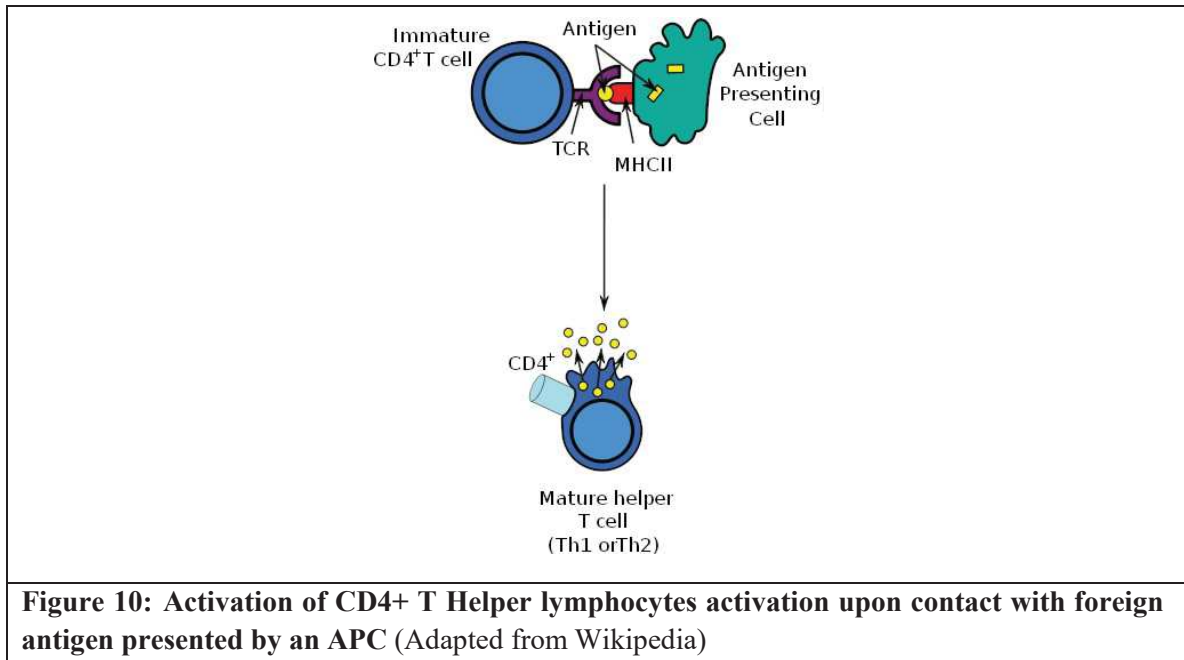 Immature
CD4+T cell
Antigen
Antigen
Presenting
Cell
TCR
MHCII
CD4+
Mature helper
T cell
(Th1 orTh2)
Figure 10: Activation of CD4+ T Helper lymphocytes activation upon contact with foreign
antigen presented by an APC (Adapted from Wikipedia)